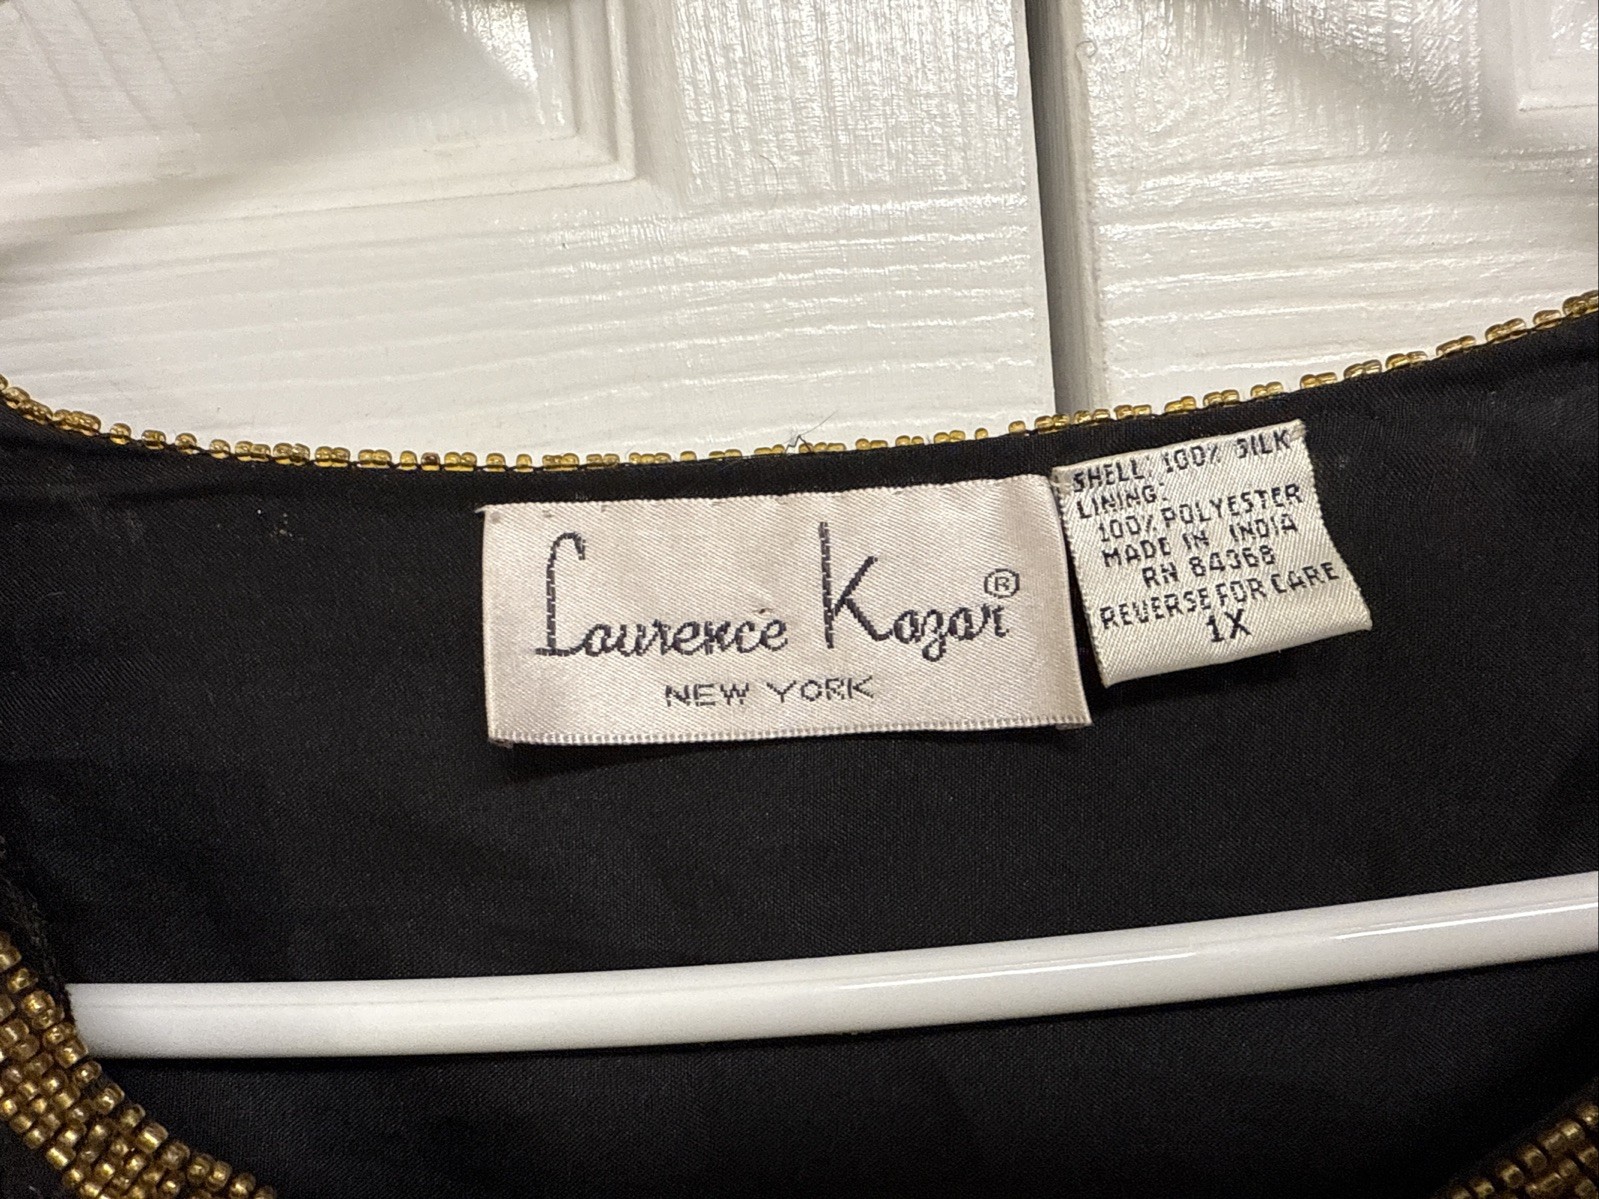 Laurence Kazar®
NEW YORK
SHELL: 100% SILK
LINING:
100% POLYESTER
MADE IN INDIA
RN 84368
REVERSE FOR CARE
1X